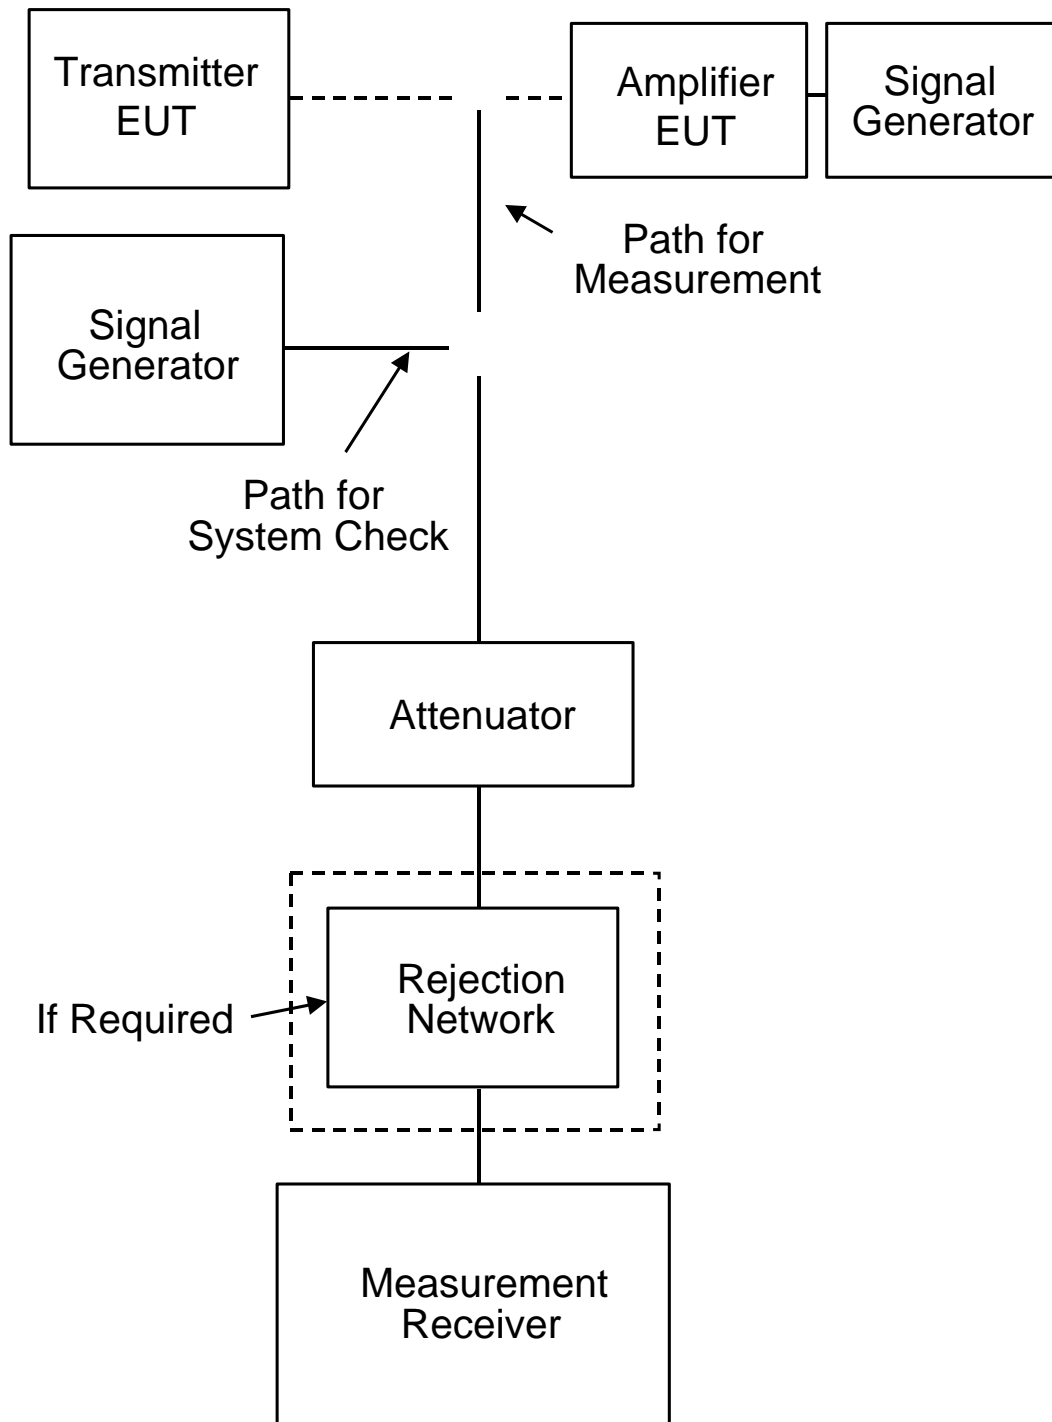 Transmitter
EUT
Amplifier
EUT
Signal
Generator
Path for
Measurement
Signal
Generator
Path for
System Check
Attenuator
Rejection
Network
If Required
Measurement
Receiver